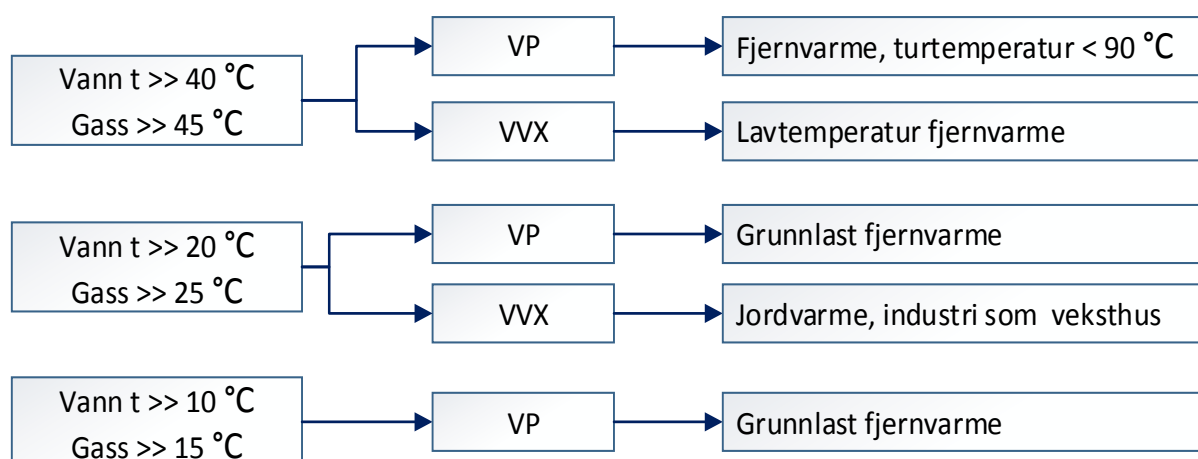 Vann t >> 40 °C
Gass >> 45 °C
VP
Fjernvarme, turtemperatur < 90 °C
VVX
Lavtemperatur fjernvarme
Vann t >> 20 °C
Gass >> 25 °C
VP
Grunnlast fjernvarme
VVX
Jordvarme, industri som veksthus
Vann t >> 10 °C
Gass >> 15 °C
VP
Grunnlast fjernvarme